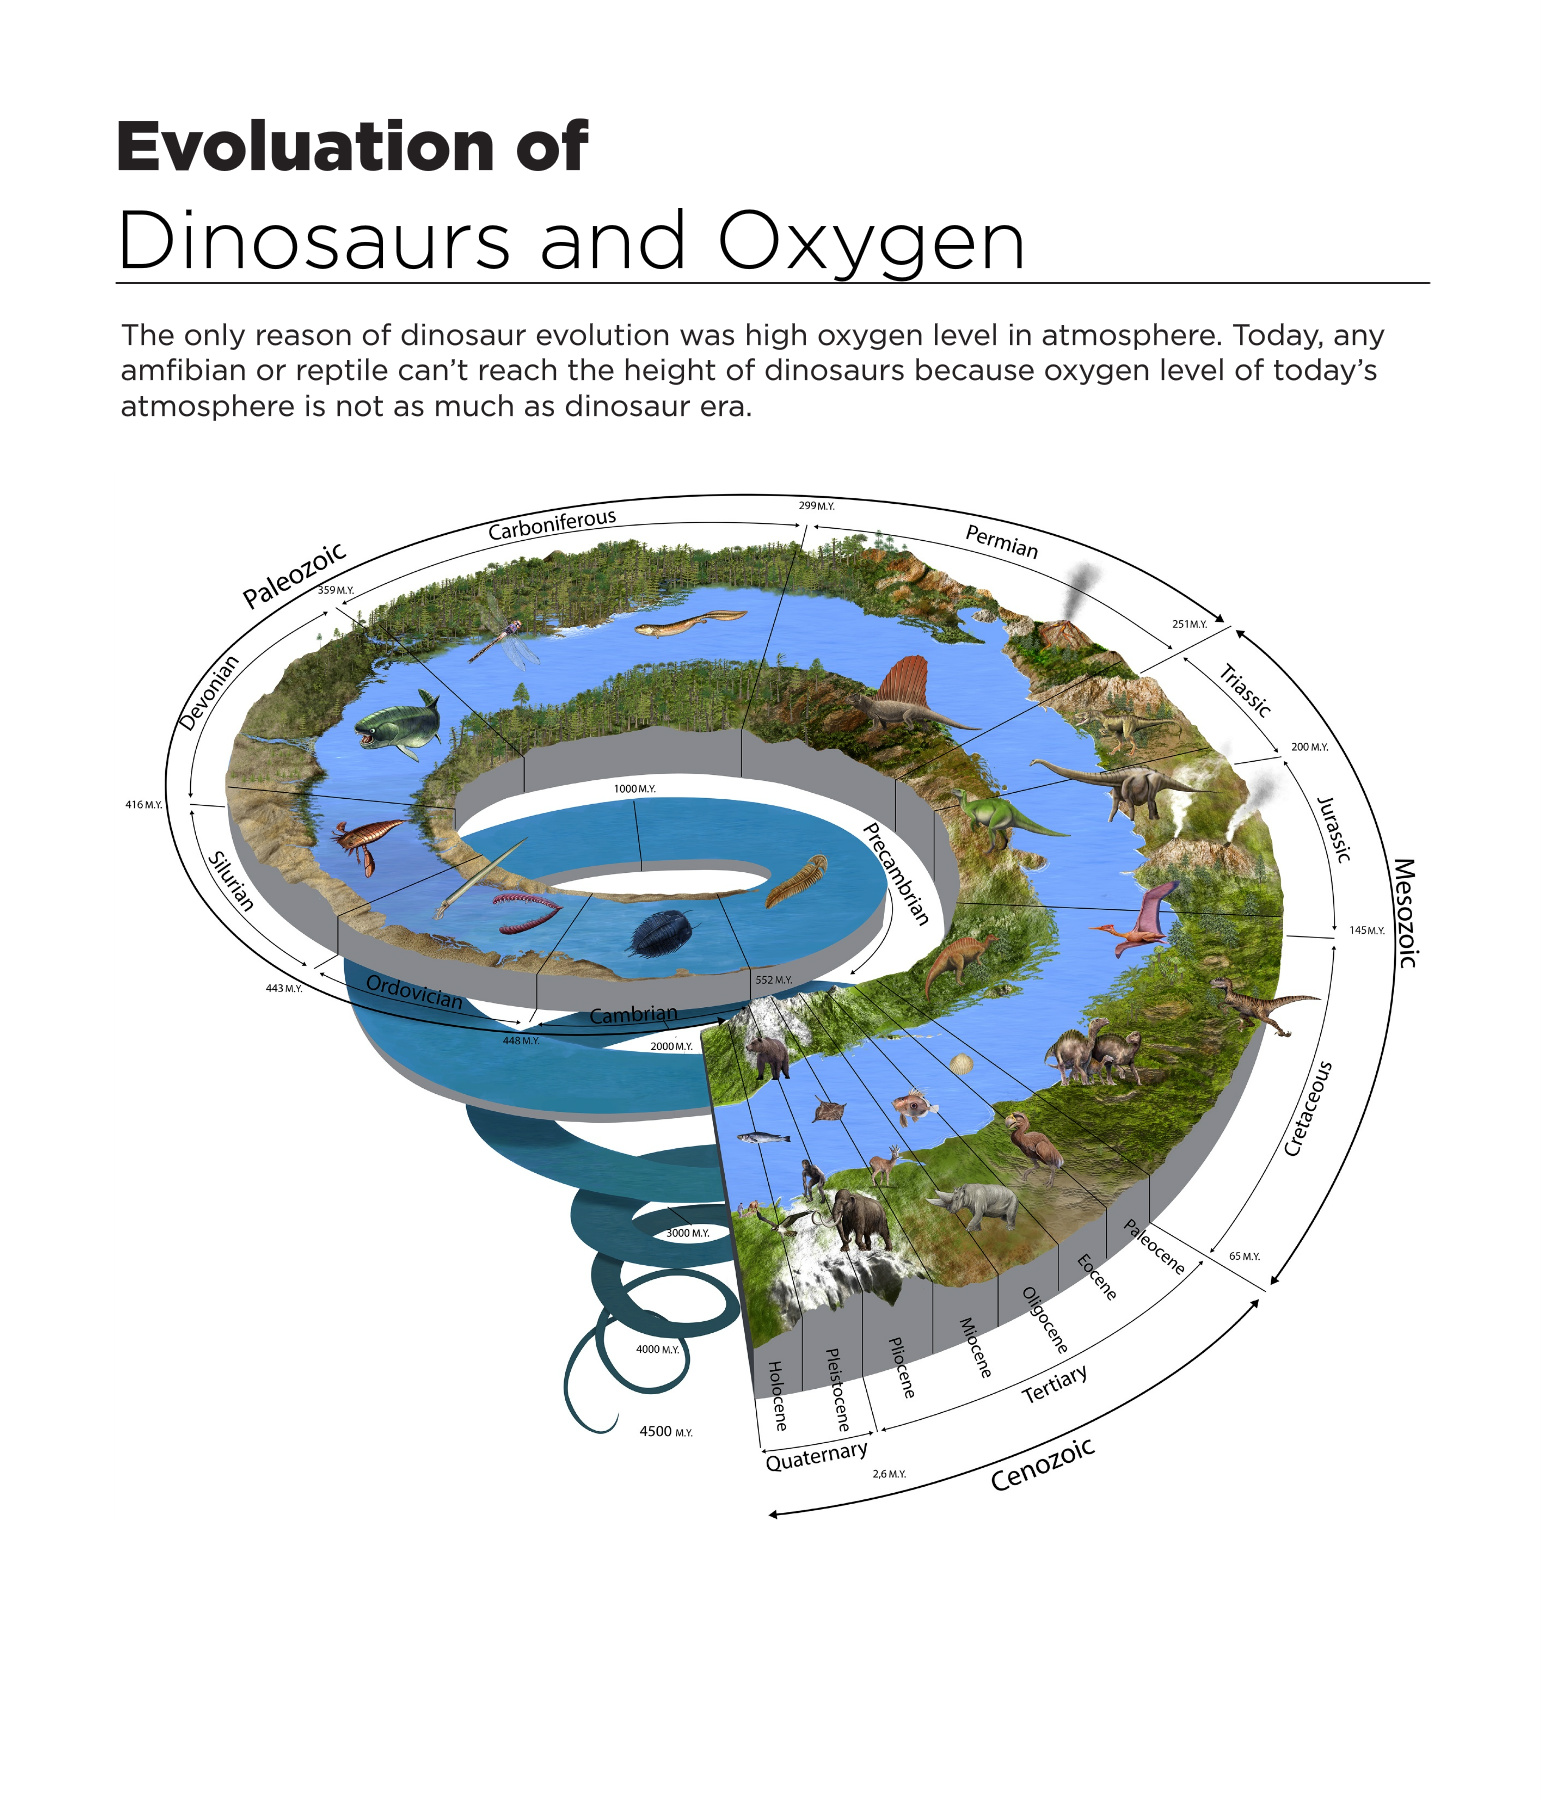 Evoluation of
Dinosaurs and Oxygen
The only reason of dinosaur evolution was high oxygen level in atmosphere. Today, any
amfibian or reptile can't reach the height of dinosaurs because oxygen level of today's
atmosphere is not as much as dinosaur era.
299 M.Y.
Carboniferous
Permian
Paleozoic
359 M.Y.
251 M.Y.
Devonian
Triassic
200 M.Y.
1000 M.Y.
416 M.Y.
Jurassic
Precambrian
Silurian
Mesozoic
145 M.Y.
552 M.Y.
443 M.Y.
Ordovician
Cambrian
448 M.Y.
2000 M.Y.
Cretaceous
3000 M.Y.
Paleocene
65 M.Y.
Eocene
Oligocene
Miocene
4000 M.Y.
Pliocene
Pleistocene
Holocene
Tertiary
4500 M.Y.
Quaternary
2,6 M.Y.
Cenozoic